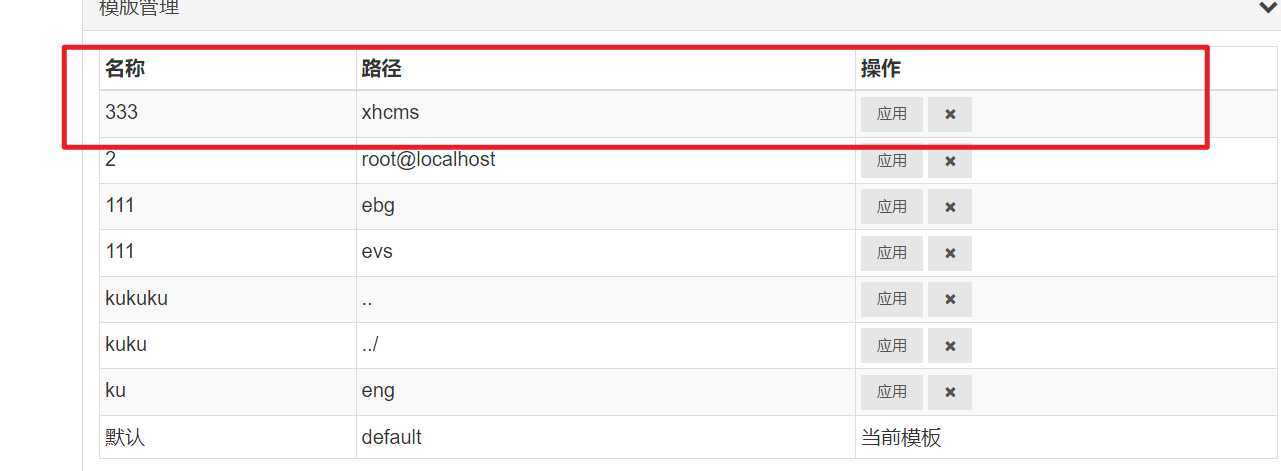 模版管理
名称 路径 操作
333 xhcms 应用
2 root@localhost 应用
111 ebg 应用
111 evs 应用
kukuku .. 应用
kuku ../ 应用
ku eng 应用
默认 default 当前模板